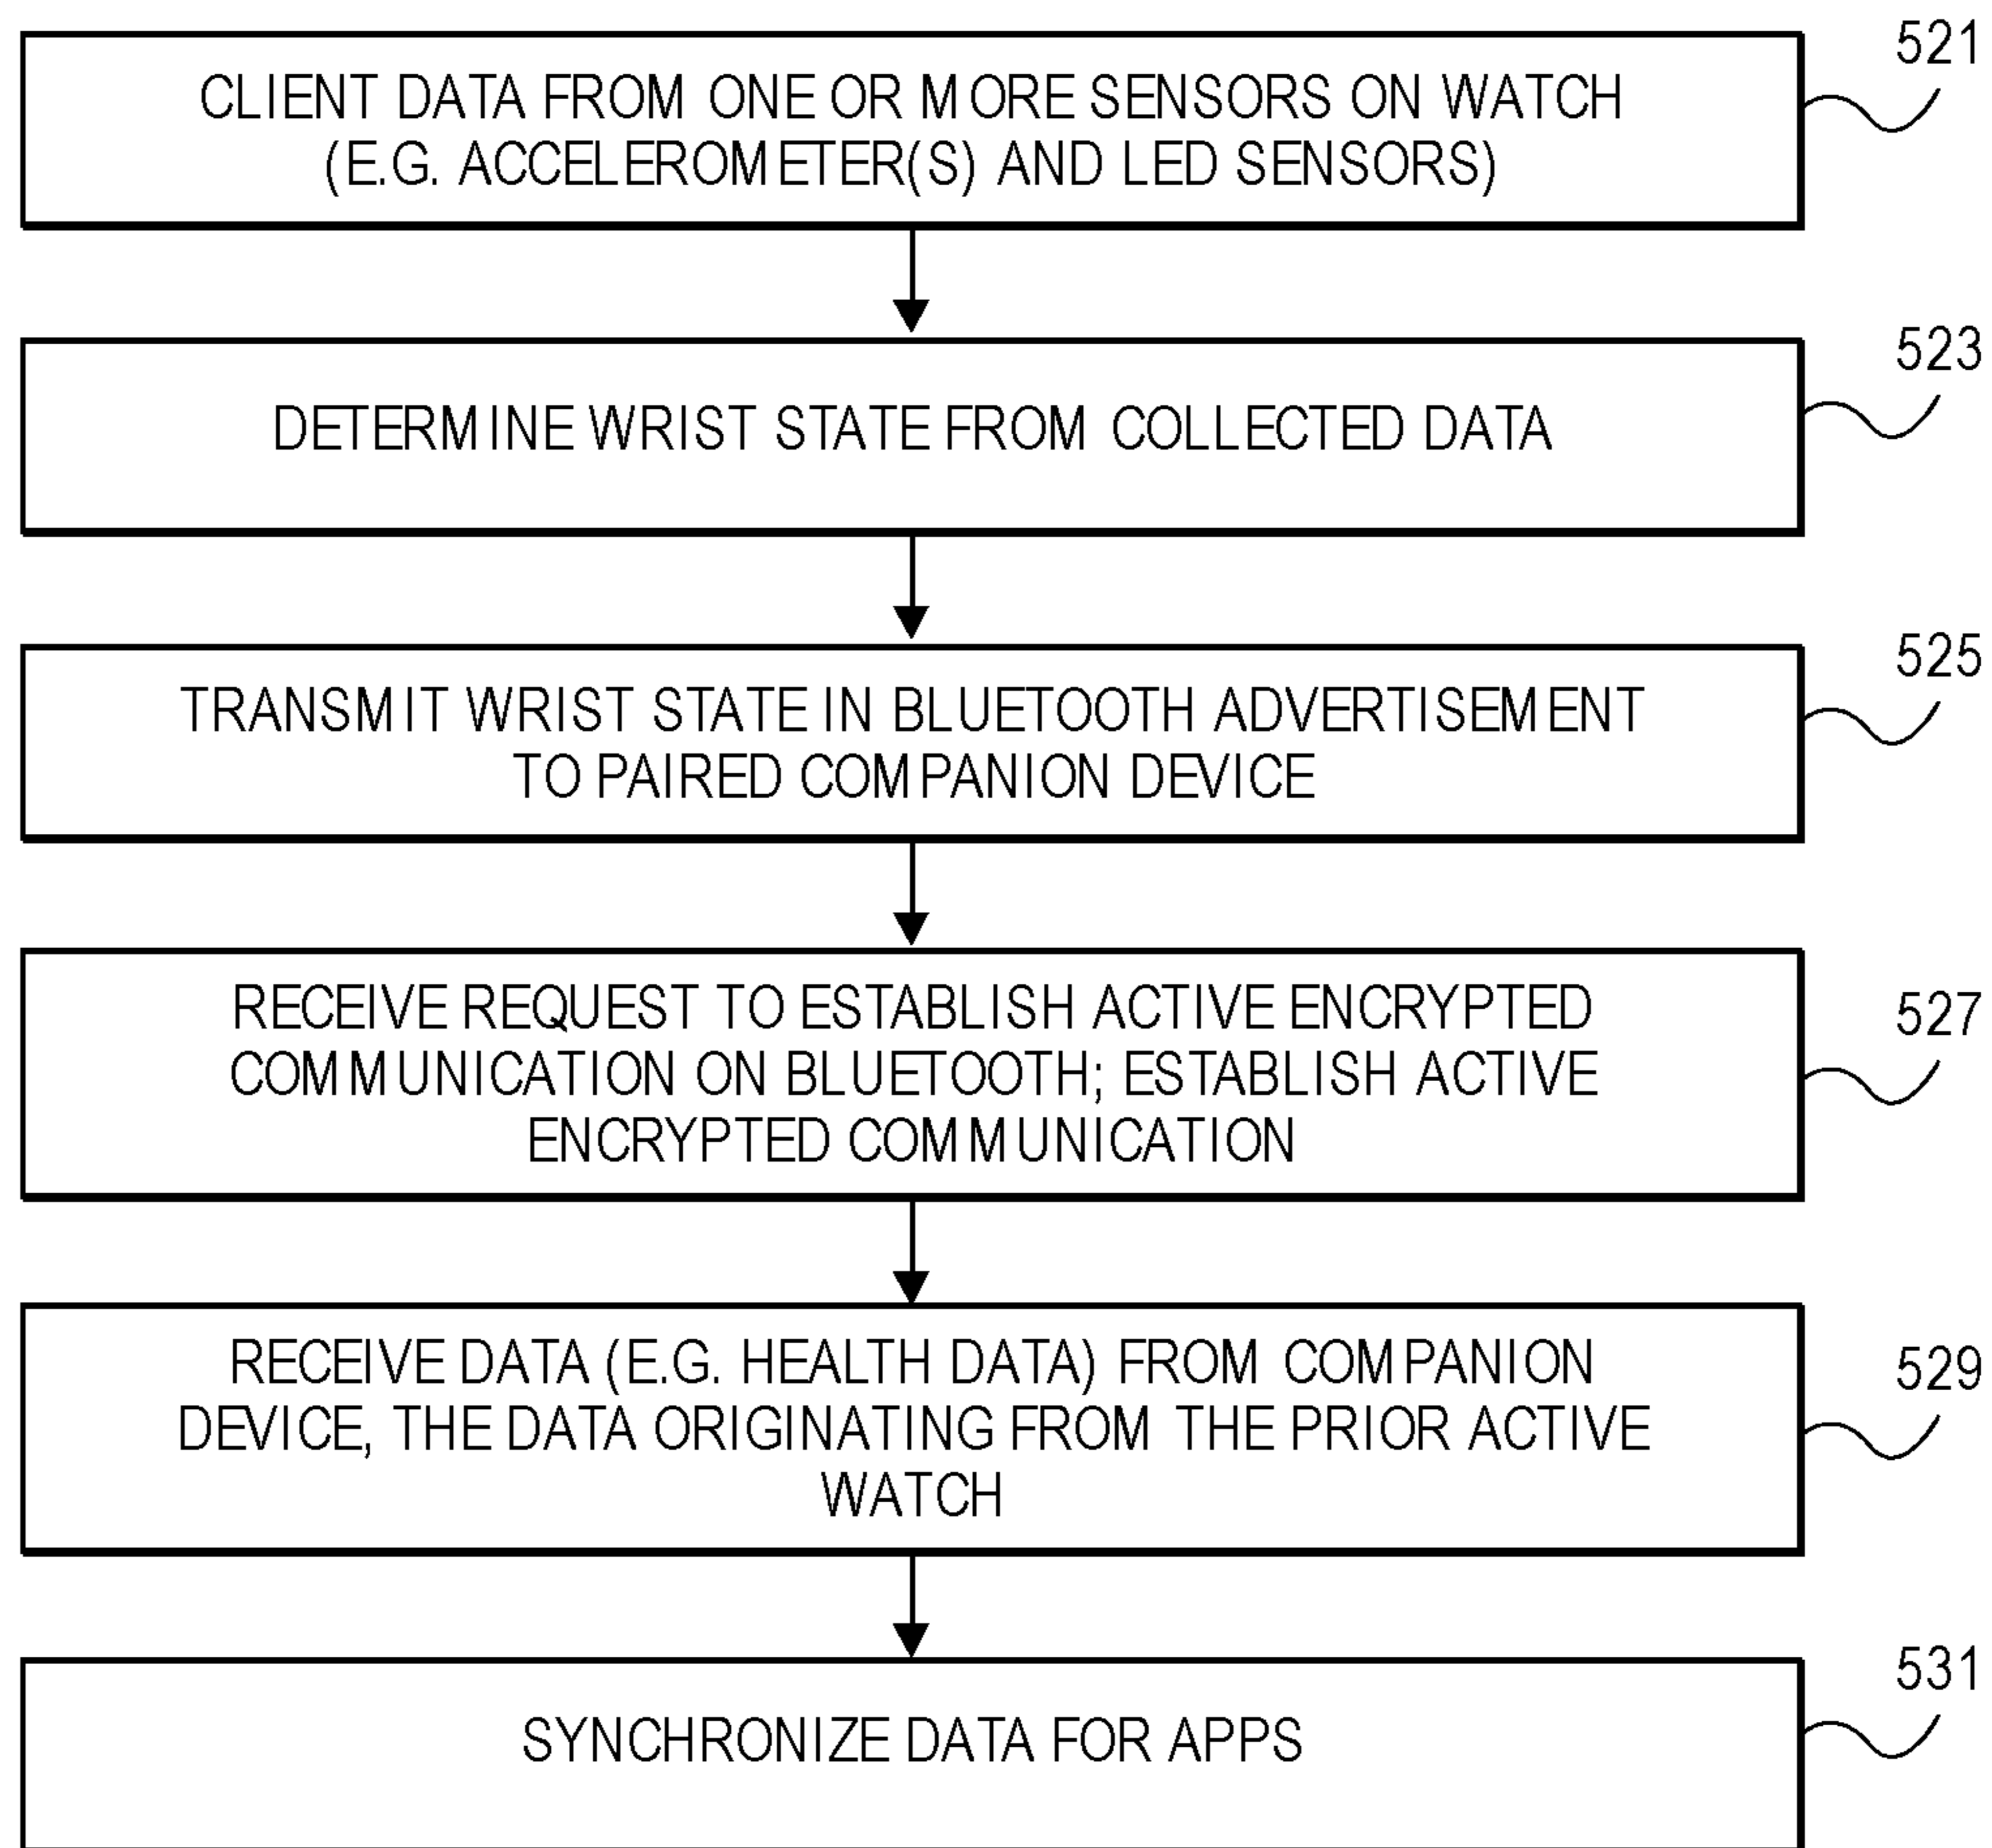 521
CLIENT DATA FROM ONE OR MORE SENSORS ON WATCH
(E.G. ACCELEROMETER(S) AND LED SENSORS)
523
DETERMINE WRIST STATE FROM COLLECTED DATA
525
TRANSMIT WRIST STATE IN BLUETOOTH ADVERTISEMENT
TO PAIRED COMPANION DEVICE
527
RECEIVE REQUEST TO ESTABLISH ACTIVE ENCRYPTED
COMMUNICATION ON BLUETOOTH; ESTABLISH ACTIVE
ENCRYPTED COMMUNICATION
529
RECEIVE DATA (E.G. HEALTH DATA) FROM COMPANION
DEVICE, THE DATA ORIGINATING FROM THE PRIOR ACTIVE
WATCH
531
SYNCHRONIZE DATA FOR APPS